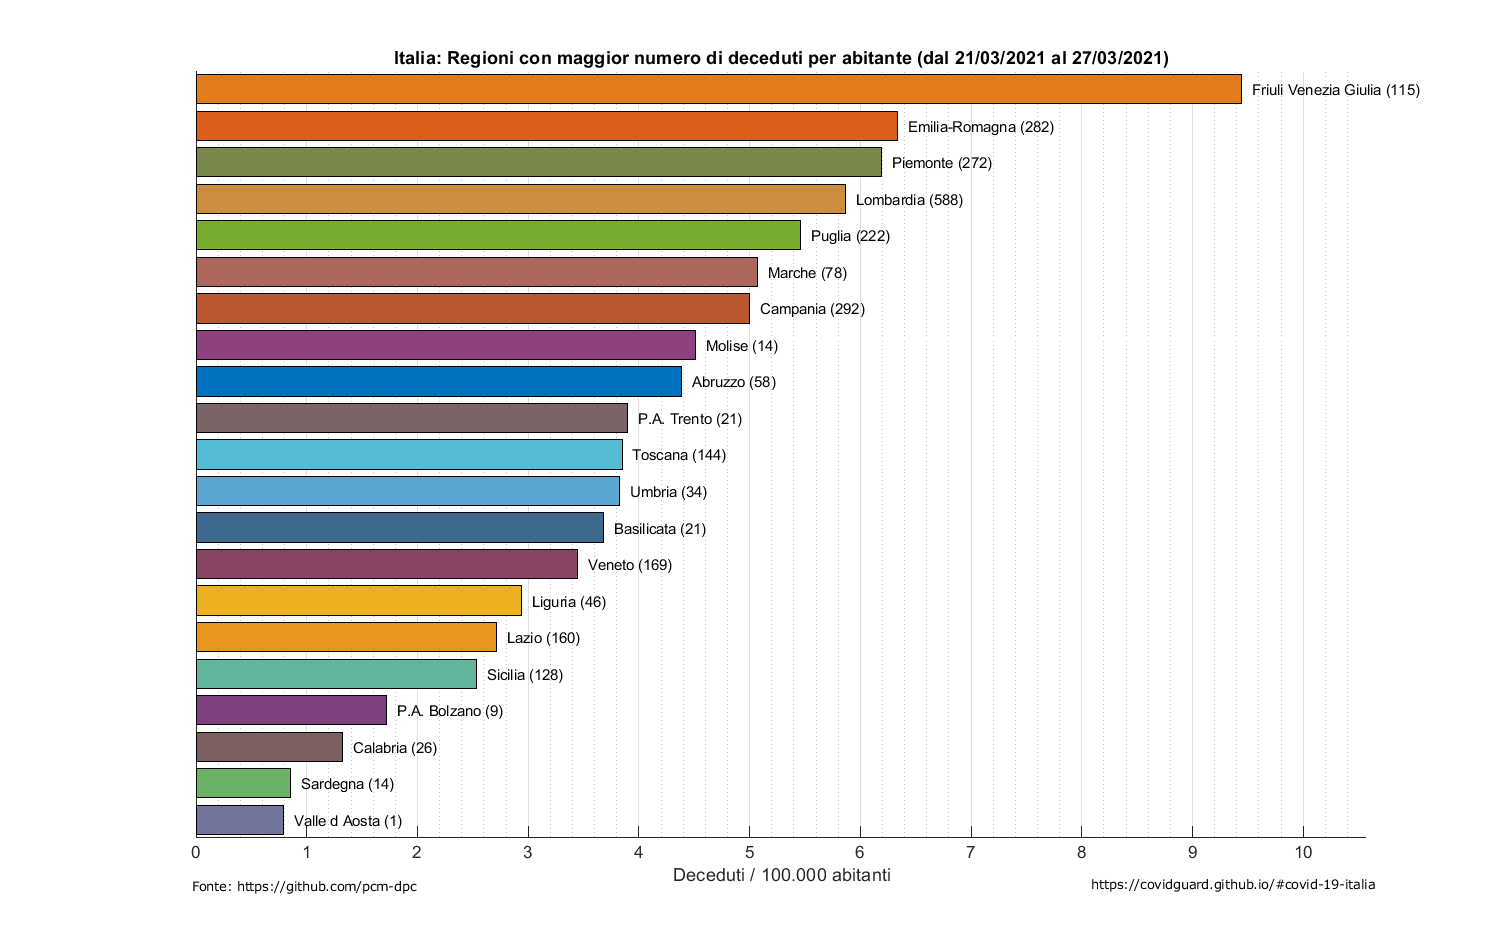 Italia: Regioni con maggior numero di deceduti per abitante (dal 21/03/2021 al 27/03/2021)
Friuli Venezia Giulia (115)
Emilia-Romagna (282)
Piemonte (272)
Lombardia (588)
Puglia (222)
Marche (78)
Campania (292)
Molise (14)
Abruzzo (58)
P.A. Trento (21)
Toscana (144)
Umbria (34)
Basilicata (21)
Veneto (169)
Liguria (46)
Lazio (160)
Sicilia (128)
P.A. Bolzano (9)
Calabria (26)
Sardegna (14)
Valle d Aosta (1)
0 1 2 3 4 5 6 7 8 9 10
Deceduti / 100.000 abitanti
Fonte: https://github.com/pcm-dpc
https://covidguard.github.io/#covid-19-italia